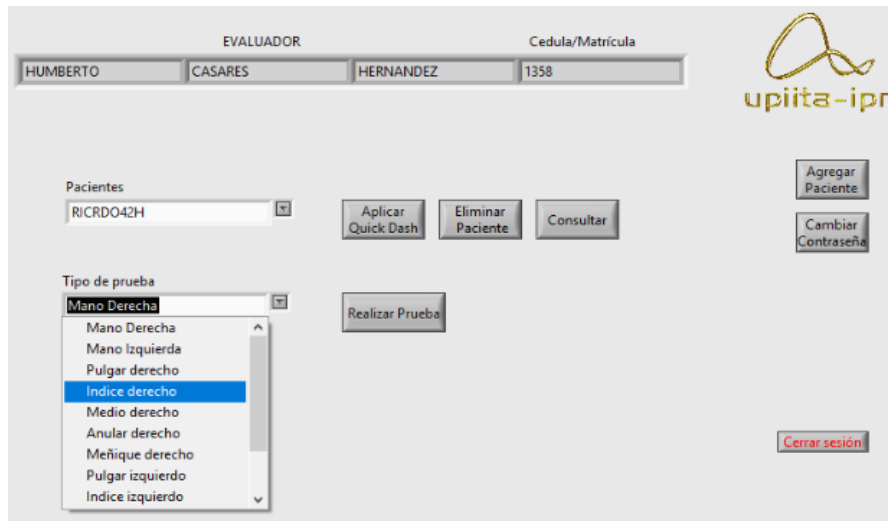 EVALUADOR Cedula/Matrícula
HUMBERTO CASARES HERNANDEZ 1358
upiita-ipn
Pacientes
RICRDO42H
Aplicar
Quick Dash
Eliminar
Paciente
Consultar
Agregar
Paciente
Cambiar
Contraseña
Tipo de prueba
Mano Derecha
Realizar Prueba
Mano Derecha
Mano Izquierda
Pulgar derecho
Indice derecho
Medio derecho
Anular derecho
Meñique derecho
Pulgar izquierdo
Indice izquierdo
Cerrar sesión